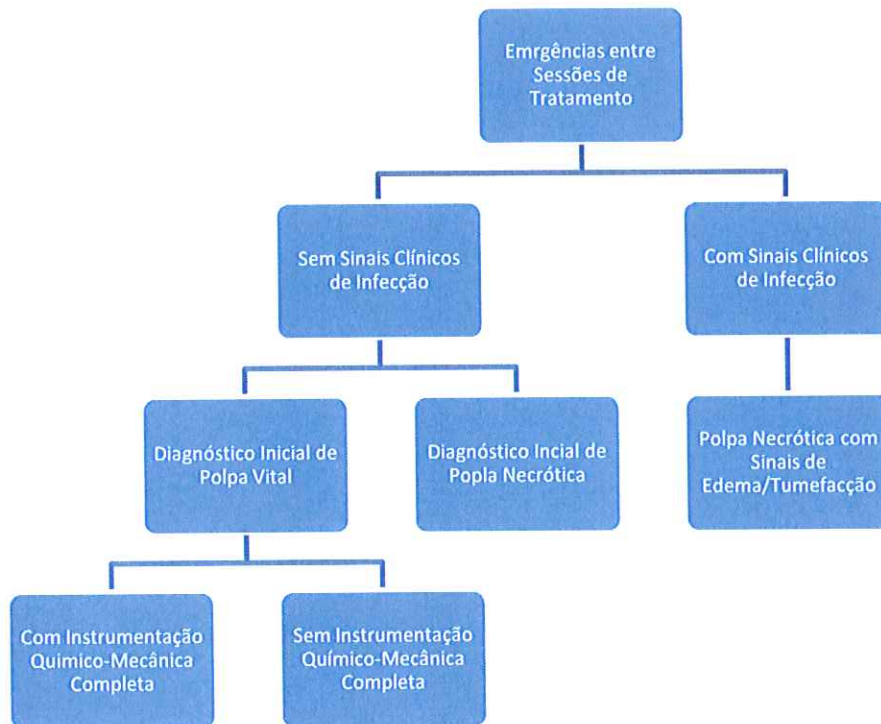 Emrgências entre
Sessões de
Tratamento
Sem Sinais Clínicos
de Infecção
Com Sinais Clínicos
de Infecção
Diagnóstico Inicial de
Polpa Vital
Diagnóstico Incial de
Popla Necrótica
Polpa Necrótica com
Sinais de
Edema/Tumefacção
Com Instrumentação
Quimico-Mecânica
Completa
Sem Instrumentação
Químico-Mecânica
Completa